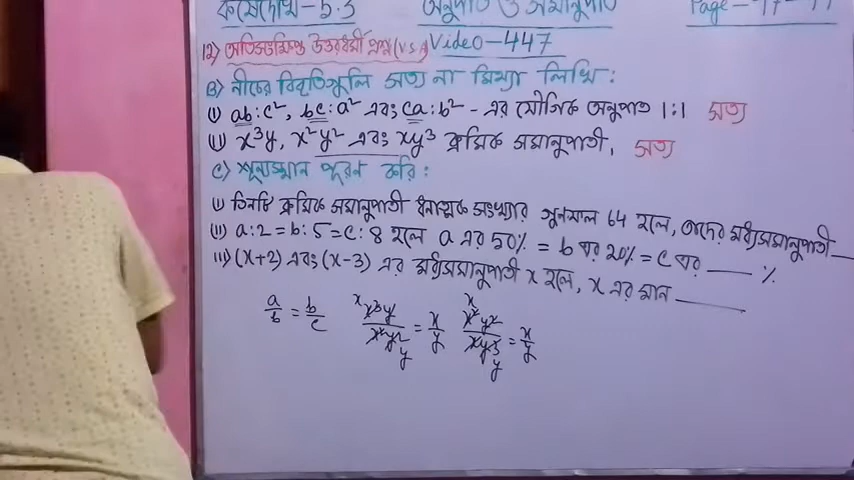 কষেদেখি-5.3 অনুপাত ও সমানুপাত Page-
12) অতিসংক্ষিপ্ত উত্তরধর্মী প্রশ্ন (V.S.A) Video-447
B) নীচের বিবৃতিগুলি সত্য না মিথ্যা লিখি :
(i) ab:c², bc:a² এবং ca:b² -এর যৌগিক অনুপাত 1:1 সত্য
(ii) x³y, x²y² এবং xy³ ক্রমিক সমানুপাতী, সত্য
C) শূন্যস্থান পূরণ করি :
(i) তিনটি ক্রমিক সমানুপাতী ধনাত্মক সংখ্যার গুণফল 64 হলে, তাদের মধ্যসমানুপাতী __
(ii) a:2 = b:5 = c:8 হলে a এর 50% = b এর 20% = c এর ___ %
(iii) (x+2) এবং (x-3) এর মধ্যসমানুপাতী x হলে, x এর মান ____
a/b = b/c x³y/x²y² = x/y x²y²/xy³ = x/y